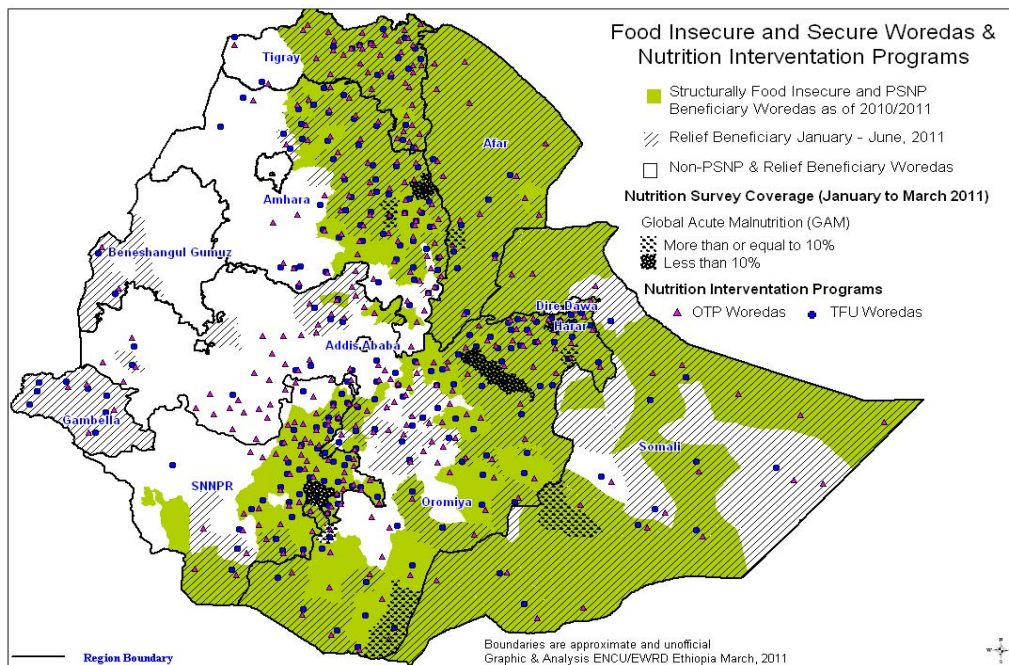 Food Insecure and Secure Woredas &
Nutrition Intervention Programs
Structurally Food Insecure and PSNP
Beneficiary Woredas as of 2010/2011
Relief Beneficiary January - June, 2011
Non-PSNP & Relief Beneficiary Woredas
Nutrition Survey Coverage (January to March 2011)
Global Acute Malnutrition (GAM)
More than or equal to 10%
Less than 10%
Nutrition Intervention Programs
OTP Woredas
TFU Woredas
Tigray
Afar
Amhara
Beneshangul Gumuz
Dire Dawa
Harar
Addis Ababa
Gambella
Somali
SNNPR
Oromiya
Boundaries are approximate and unofficial
Graphic & Analysis ENCU/EWRD Ethiopia March, 2011
Region Boundary